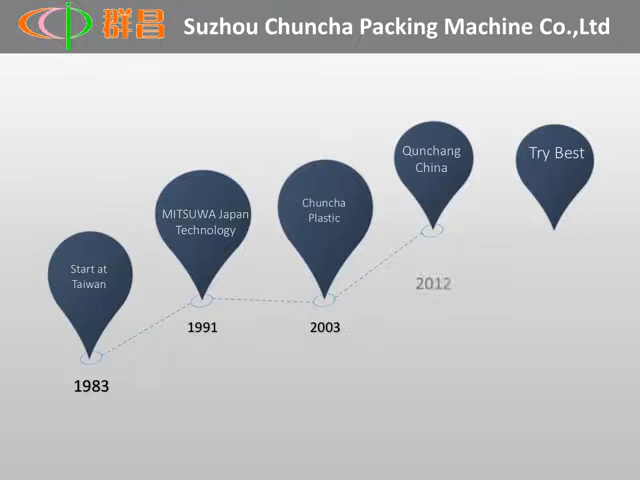 群昌 Suzhou Chuncha Packing Machine Co.,Ltd
Start at
Taiwan
1983
MITSUWA Japan
Technology
1991
Chuncha
Plastic
2003
Qunchang
China
2012
Try Best